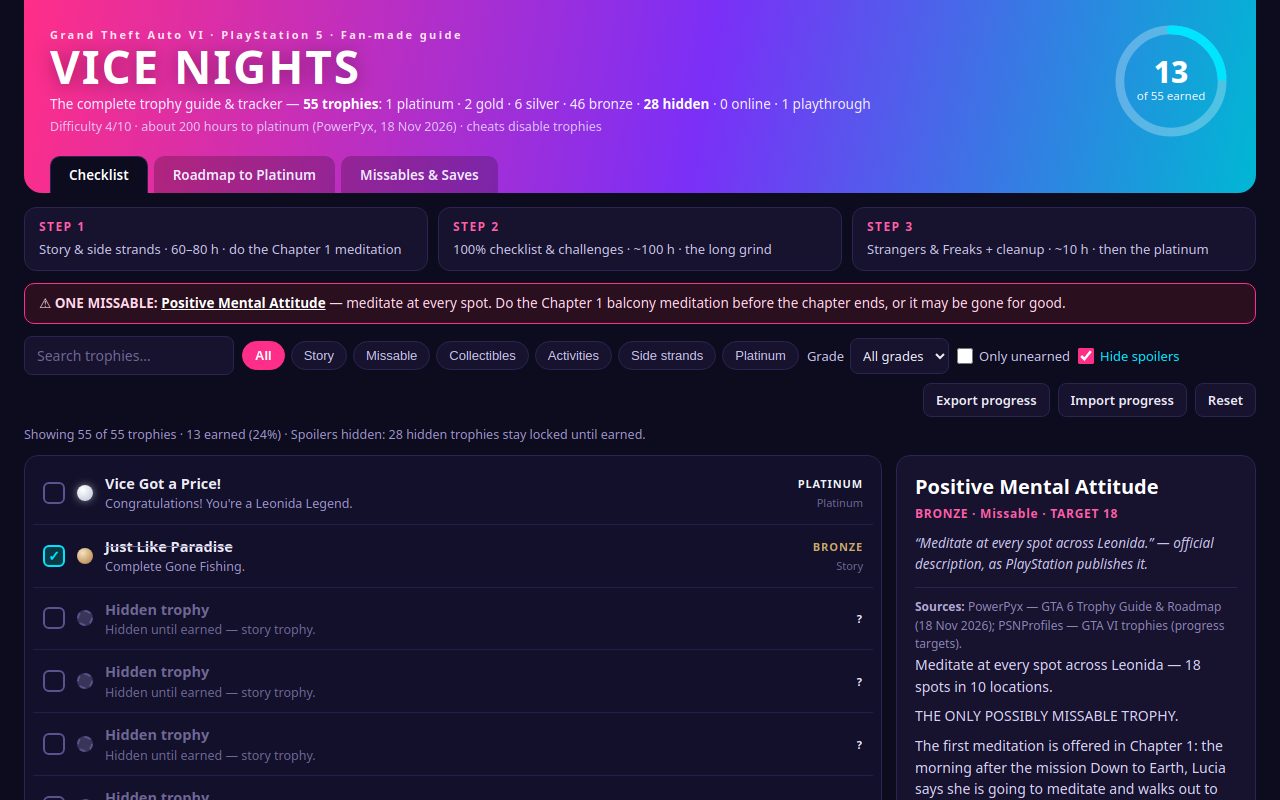 Grand Theft Auto VI · PlayStation 5 · Fan-made guide
VICE NIGHTS
The complete trophy guide & tracker — 55 trophies: 1 platinum · 2 gold · 6 silver · 46 bronze · 28 hidden · 0 online · 1 playthrough
Difficulty 4/10 · about 200 hours to platinum (PowerPyx, 18 Nov 2026) · cheats disable trophies
13
of 55 earned
Checklist
Roadmap to Platinum
Missables & Saves
STEP 1
Story & side strands · 60–80 h · do the Chapter 1 meditation
STEP 2
100% checklist & challenges · ~100 h · the long grind
STEP 3
Strangers & Freaks + cleanup · ~10 h · then the platinum
⚠ ONE MISSABLE: Positive Mental Attitude — meditate at every spot. Do the Chapter 1 balcony meditation before the chapter ends, or it may be gone for good.
Search trophies…
All
Story
Missable
Collectibles
Activities
Side strands
Platinum
Grade
All grades
Only unearned
Hide spoilers
Export progress
Import progress
Reset
Showing 55 of 55 trophies · 13 earned (24%) · Spoilers hidden: 28 hidden trophies stay locked until earned.
Vice Got a Price!
Congratulations! You're a Leonida Legend.
PLATINUM
Platinum
✓
Just Like Paradise
Complete Gone Fishing.
BRONZE
Story
Hidden trophy
Hidden until earned — story trophy.
?
Hidden trophy
Hidden until earned — story trophy.
?
Hidden trophy
Hidden until earned — story trophy.
?
Hidden trophy
Positive Mental Attitude
BRONZE · Missable · TARGET 18
“Meditate at every spot across Leonida.” — official
description, as PlayStation publishes it.
Sources: PowerPyx — GTA 6 Trophy Guide & Roadmap
(18 Nov 2026); PSNProfiles — GTA VI trophies (progress
targets).
Meditate at every spot across Leonida — 18
spots in 10 locations.
THE ONLY POSSIBLY MISSABLE TROPHY.
The first meditation is offered in Chapter 1: the
morning after the mission Down to Earth, Lucia
says she is going to meditate and walks out to